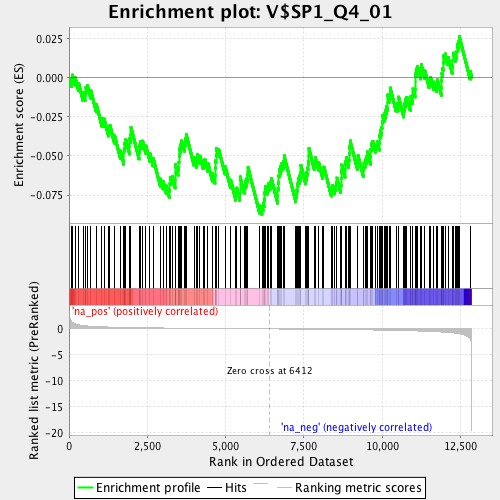 Enrichment plot: V$SP1_Q4_01
Enrichment score (ES)
0.025
0.000
-0.025
-0.050
-0.075
'na_pos' (positively correlated)
Ranked list metric (PreRanked)
0
-5
-10
-15
-20
Zero cross at 6412
'na_neg' (negatively correlated)
0
2,500
5,000
7,500
10,000
12,500
Rank in Ordered Dataset
Enrichment profile
Hits
Ranking metric scores